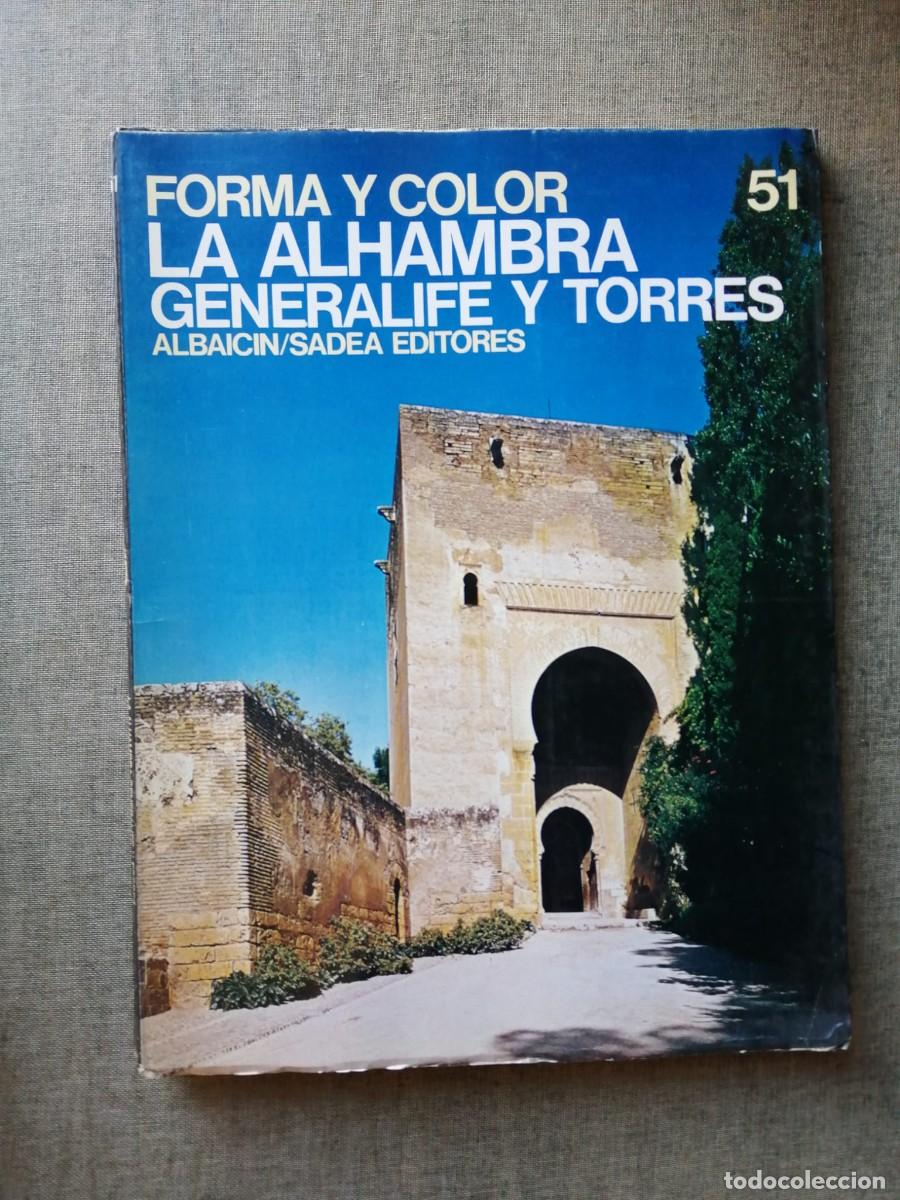 FORMA Y COLOR 51
LA ALHAMBRA
GENERALIFE Y TORRES
ALBAICIN/SADEA EDITORES
todocoleccion